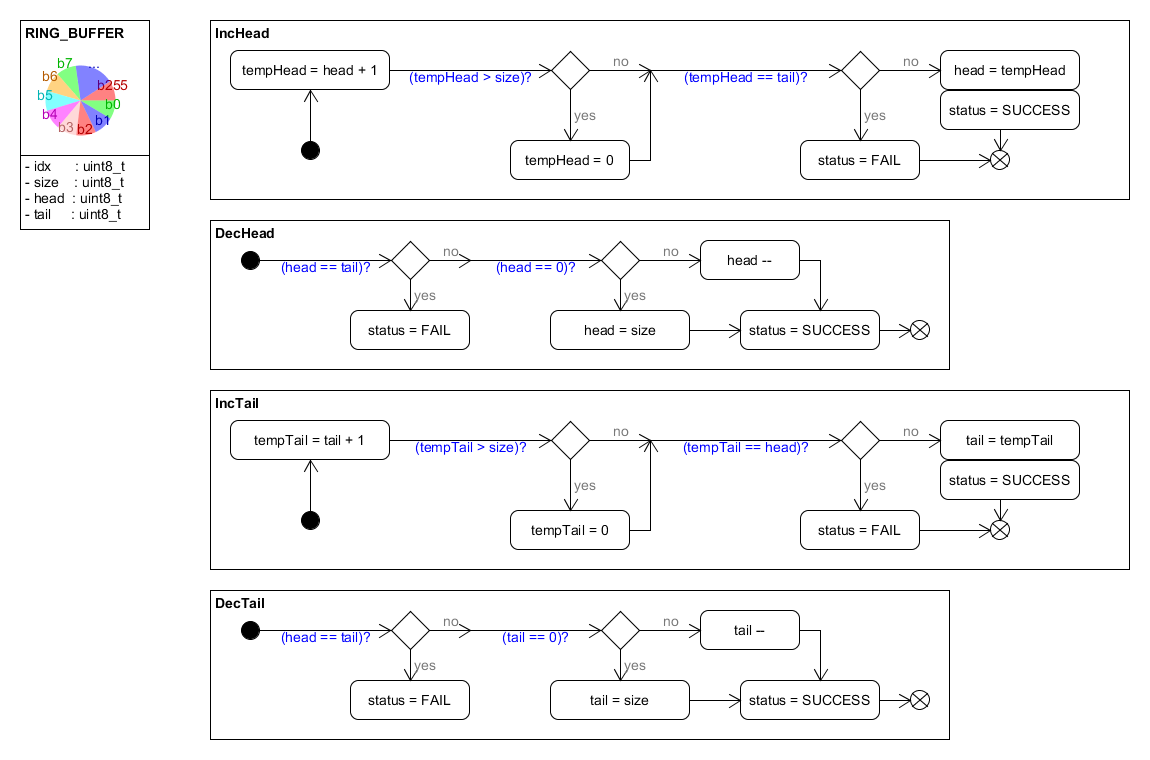 RING_BUFFER
b7
...
b6
b255
b5
b0
b4
b1
b3
b2
- idx : uint8_t
- size : uint8_t
- head : uint8_t
- tail : uint8_t
IncHead
tempHead = head + 1
(tempHead > size)?
no
yes
tempHead = 0
(tempHead == tail)?
no
yes
status = FAIL
head = tempHead
status = SUCCESS
DecHead
(head == tail)?
no
yes
status = FAIL
(head == 0)?
no
yes
head = size
head --
status = SUCCESS
IncTail
tempTail = tail + 1
(tempTail > size)?
no
yes
tempTail = 0
(tempTail == head)?
no
yes
status = FAIL
tail = tempTail
status = SUCCESS
DecTail
(head == tail)?
no
yes
status = FAIL
(tail == 0)?
no
yes
tail = size
tail --
status = SUCCESS